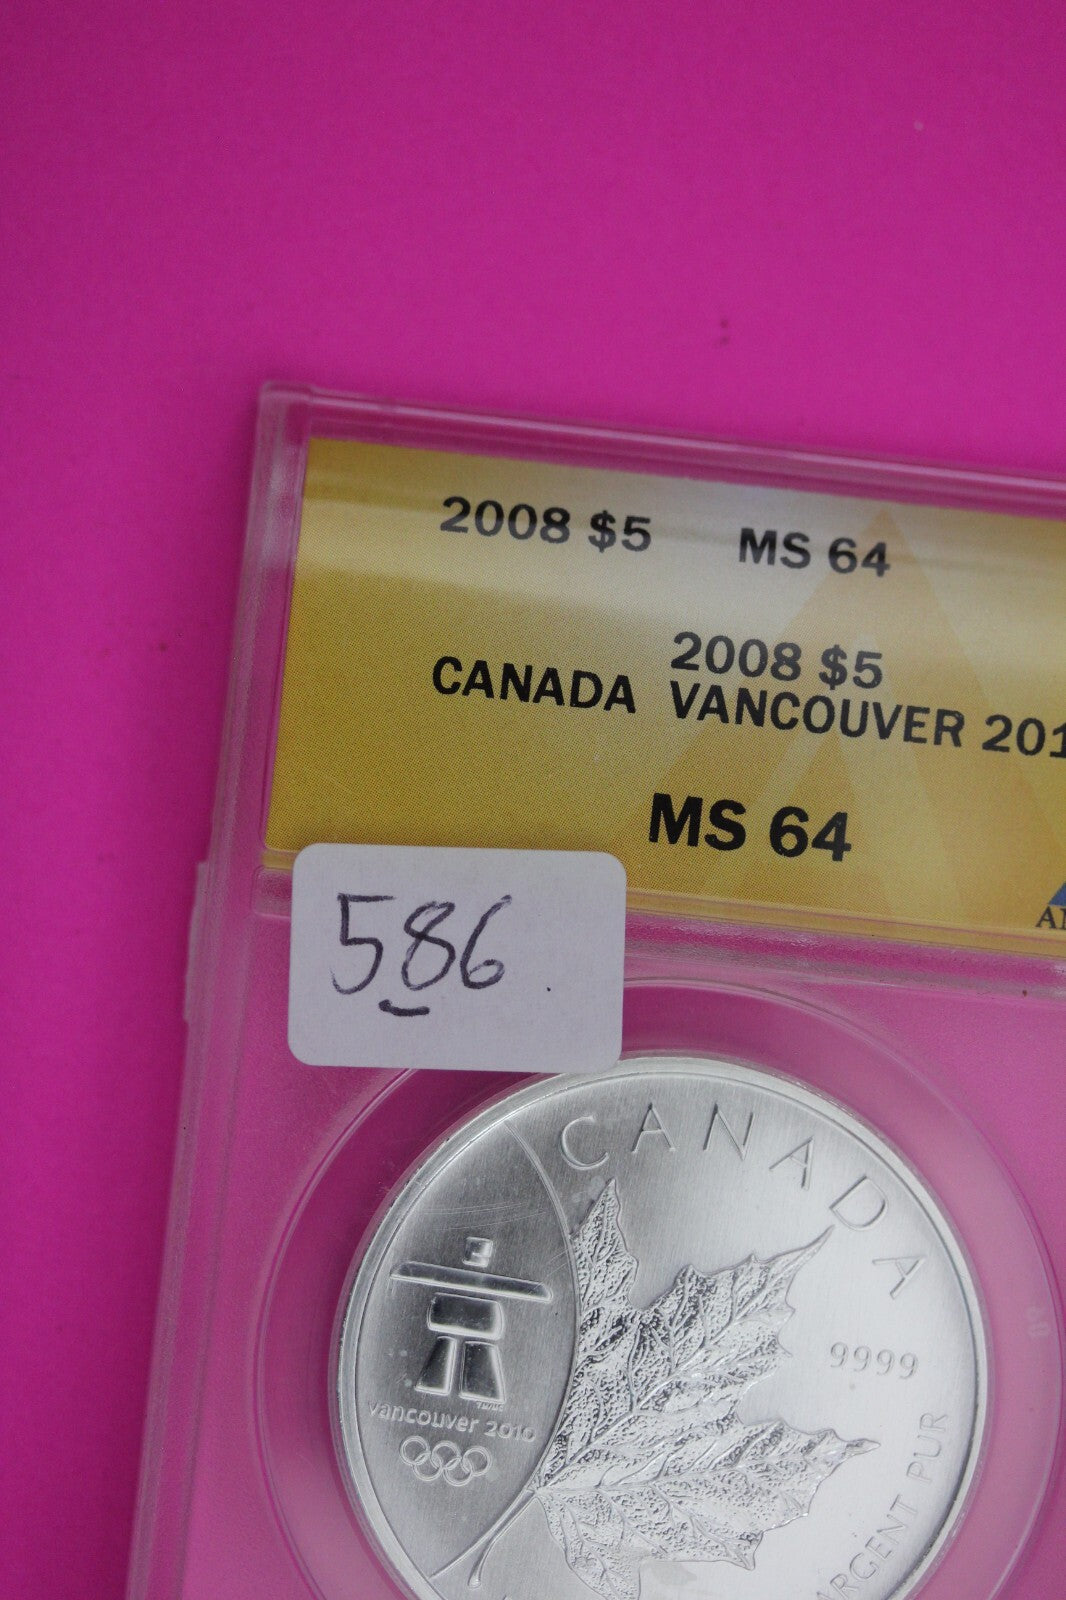 2008 $5 MS 64
2008 $5
CANADA VANCOUVER 201
MS 64
586
CANADA
9999
vancouver 2010
ARGENT PUR